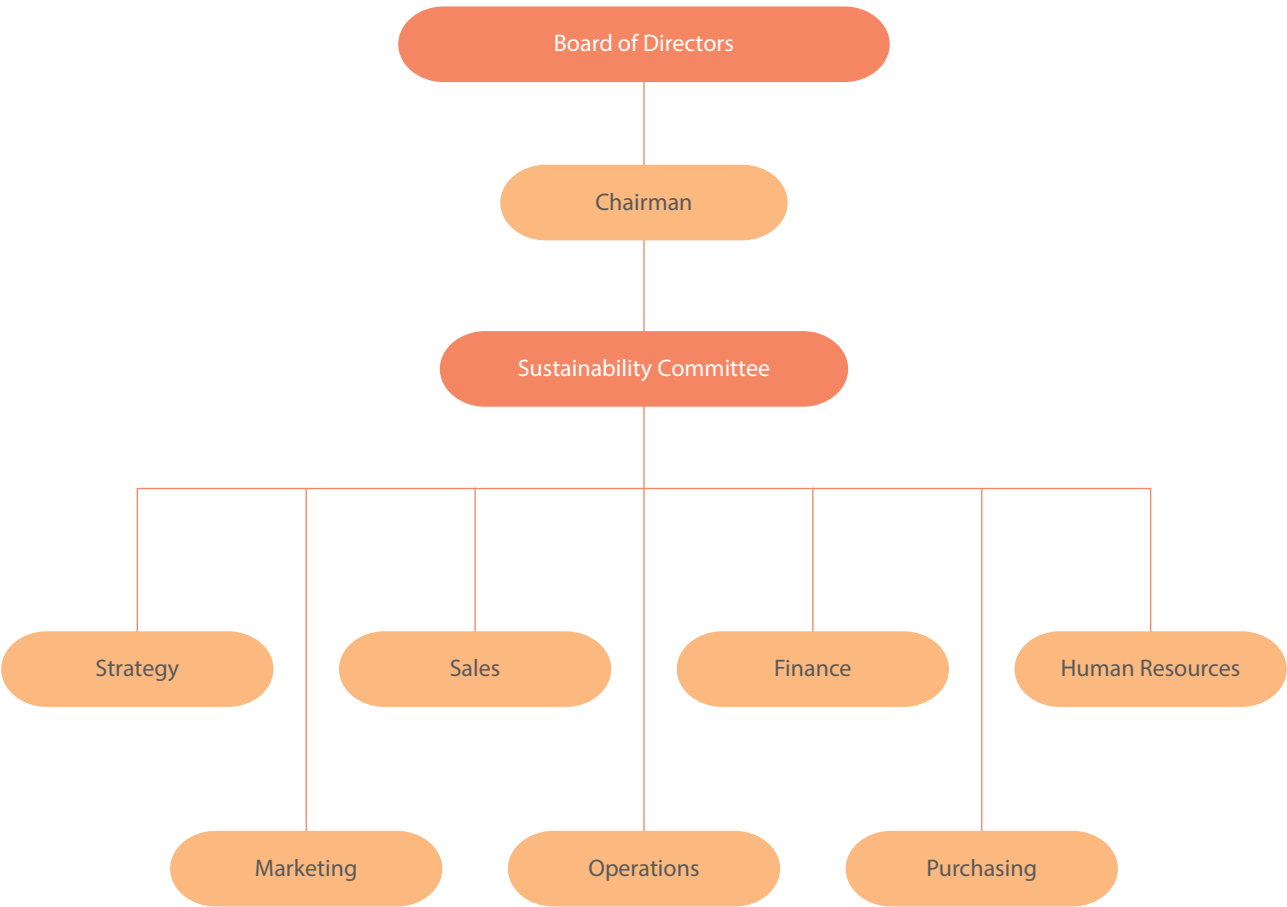 Board of Directors
Chairman
Sustainability Committee
Strategy
Sales
Finance
Human Resources
Marketing
Operations
Purchasing